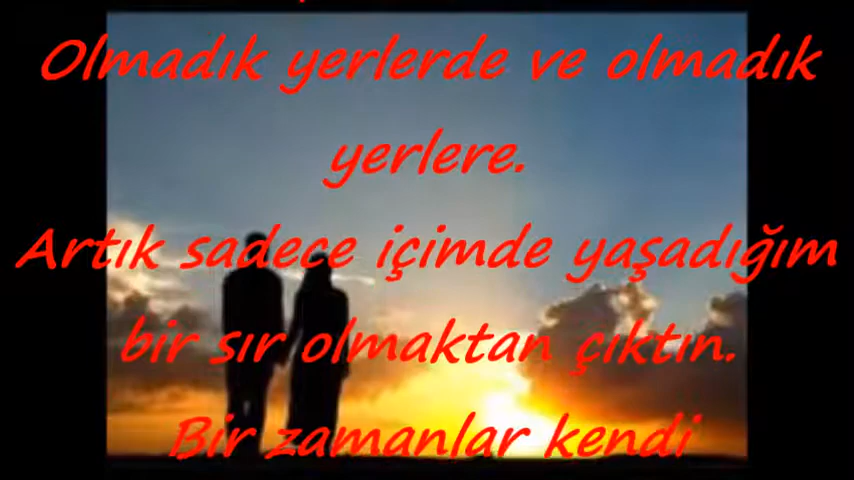 Olmadık yerlerde ve olmadık
yerlere.
Artık sadece içimde yaşadığım
bir sır olmaktan çıktın.
Bir zamanlar kendi